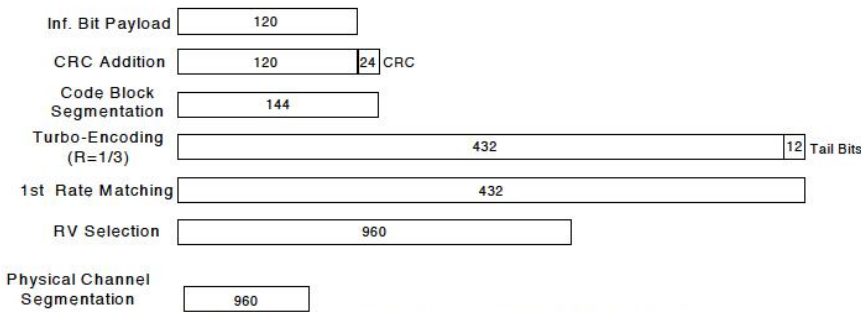 Inf. Bit Payload 120
CRC Addition 120 24 CRC
Code Block
Segmentation 144
Turbo-Encoding
(R=1/3) 432 12 Tail Bits
1st Rate Matching 432
RV Selection 960
Physical Channel
Segmentation 960